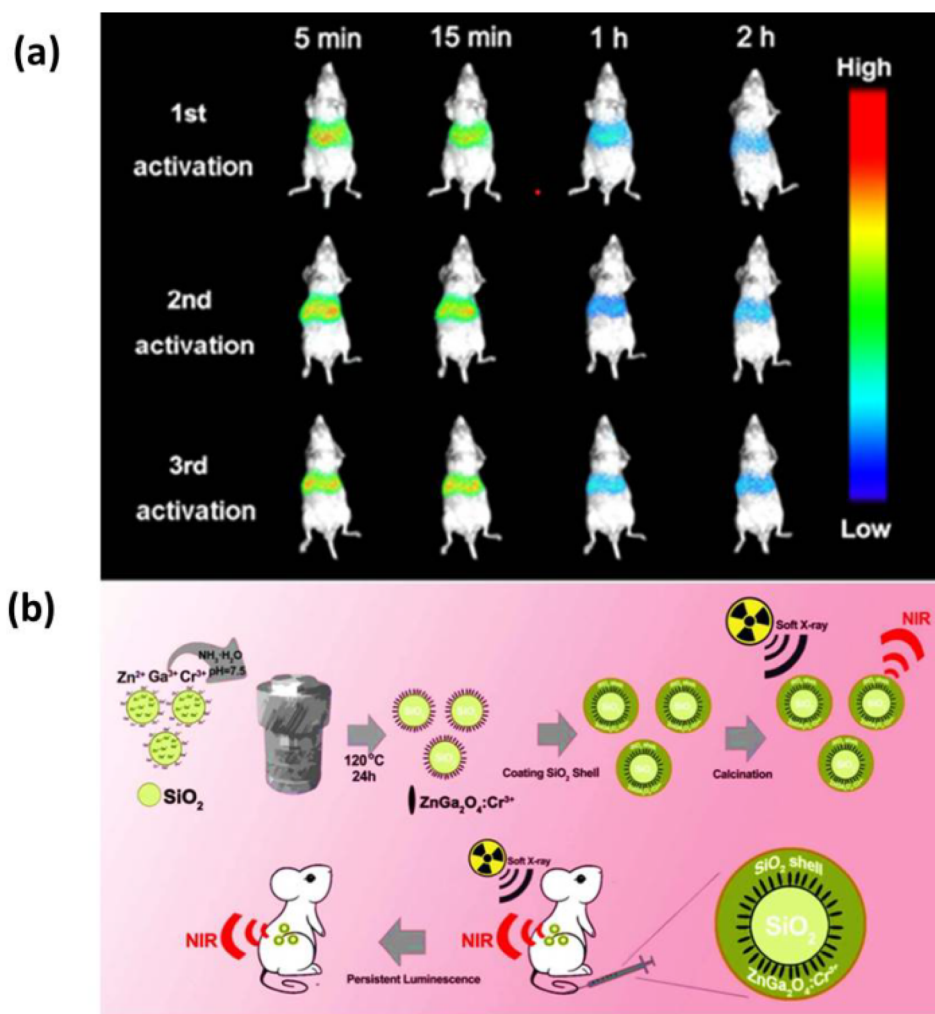 (a)
5 min 15 min 1 h 2 h
High
1st
activation
2nd
activation
3rd
activation
Low
(b)
NH₃·H₂O
pH=7.5
Zn²⁺ Ga³⁺ Cr³⁺
SiO₂
120 °C
24h
SiO₂
ZnGa₂O₄:Cr³⁺
Coating SiO₂ Shell
Soft X-ray
NIR
Calcination
NIR
Persistent Luminescence
Soft X-ray
NIR
SiO₂ shell
SiO₂
ZnGa₂O₄:Cr³⁺